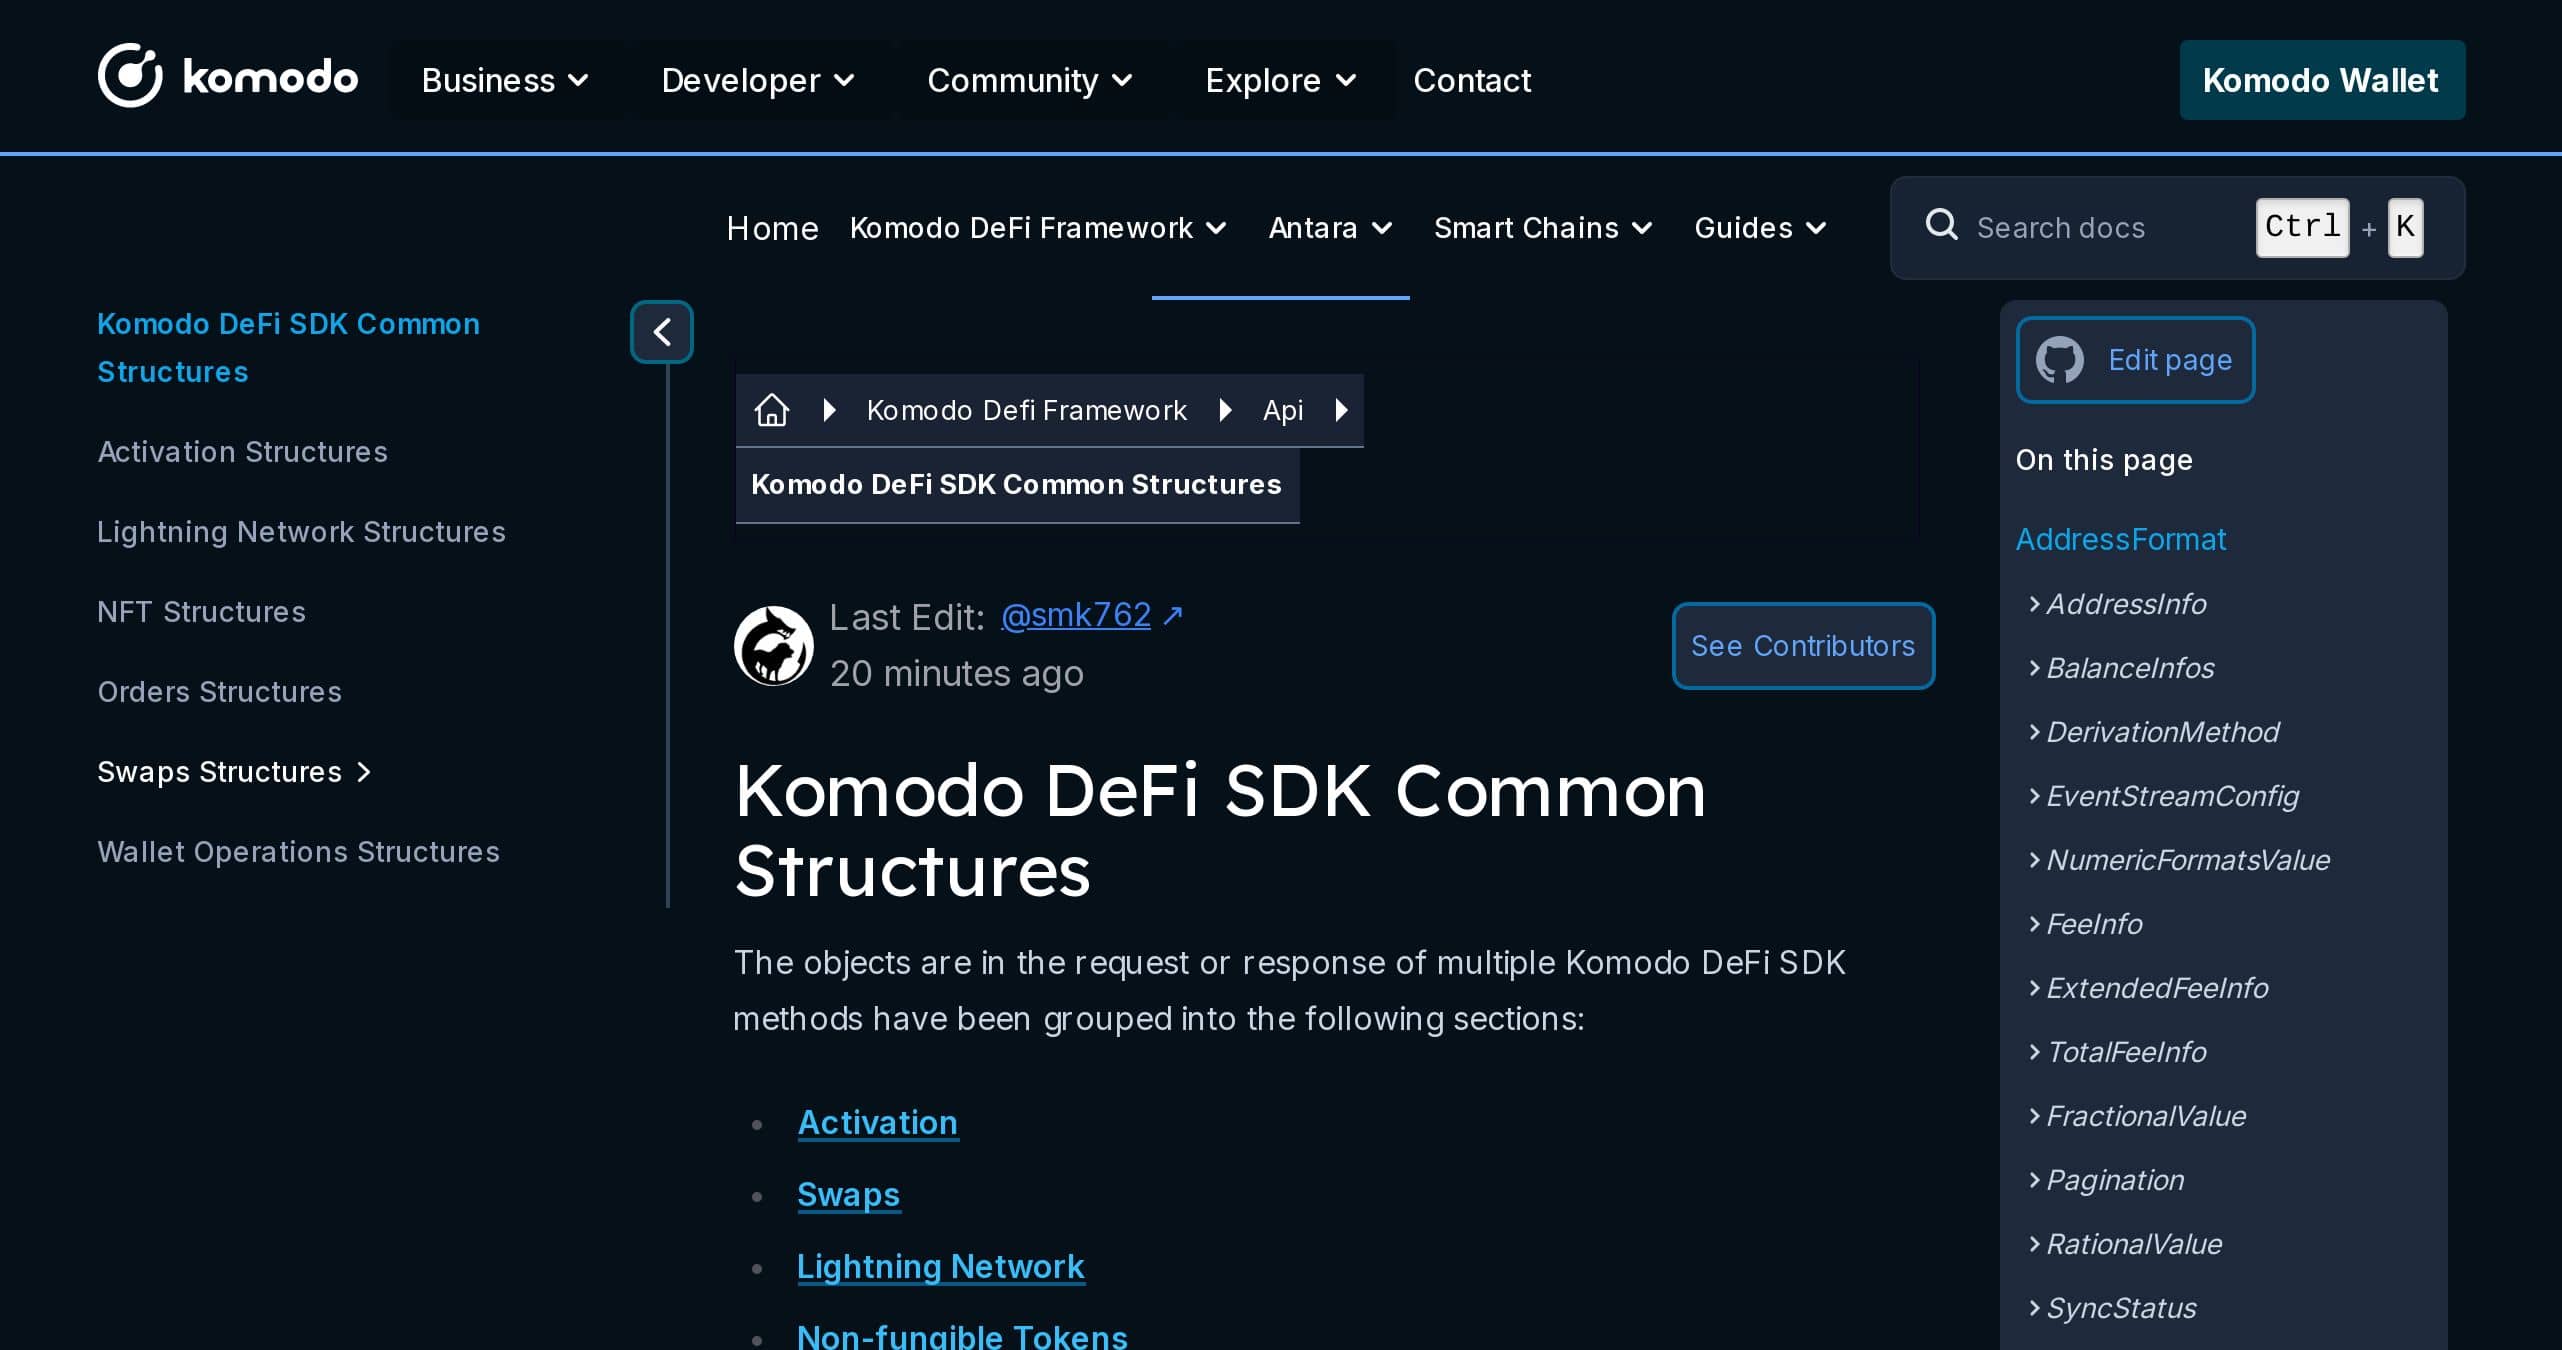 komodo
Business
Developer
Community
Explore
Contact
Komodo Wallet
Home
Komodo DeFi Framework
Antara
Smart Chains
Guides
Search docs
Ctrl + K
Komodo DeFi SDK Common
Structures
Activation Structures
Lightning Network Structures
NFT Structures
Orders Structures
Swaps Structures
Wallet Operations Structures
Komodo Defi Framework
Api
Komodo DeFi SDK Common Structures
Last Edit: @smk762 ↗
20 minutes ago
See Contributors
Komodo DeFi SDK Common
Structures
The objects are in the request or response of multiple Komodo DeFi SDK
methods have been grouped into the following sections:
Activation
Swaps
Lightning Network
Non-fungible Tokens
Edit page
On this page
AddressFormat
AddressInfo
BalanceInfos
DerivationMethod
EventStreamConfig
NumericFormatsValue
FeeInfo
ExtendedFeeInfo
TotalFeeInfo
FractionalValue
Pagination
RationalValue
SyncStatus